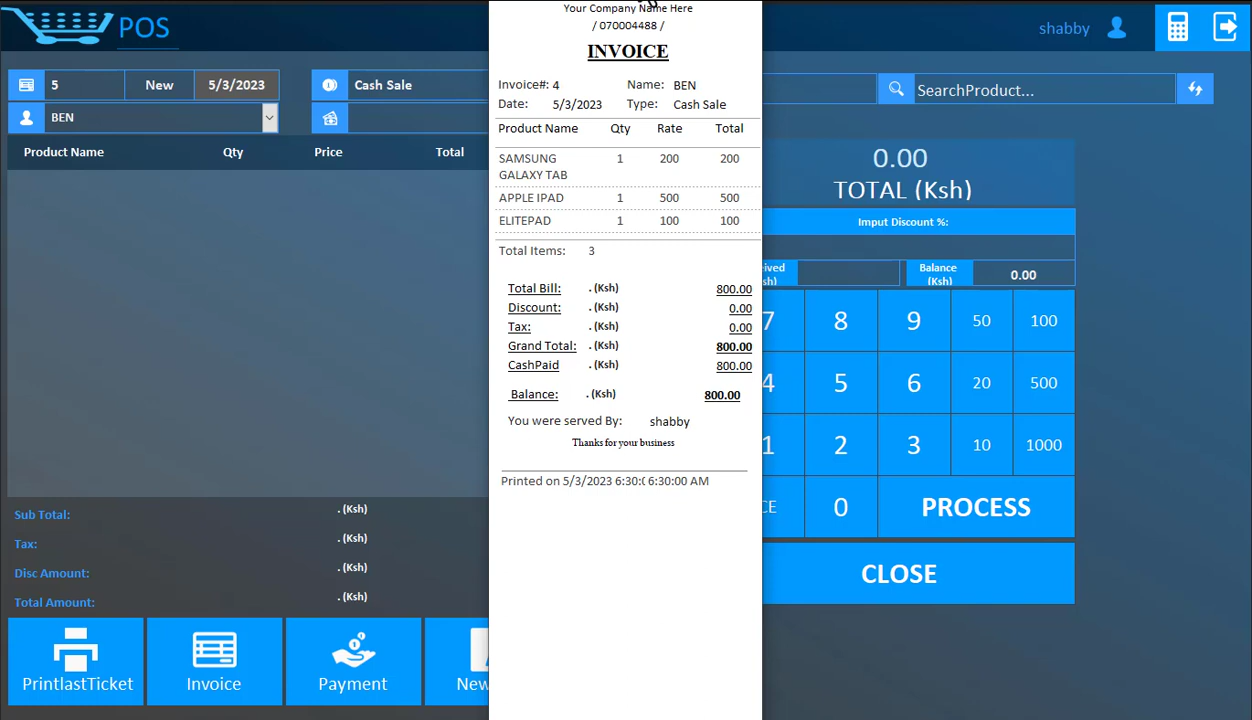 POS
shabby
5
New
5/3/2023
Cash Sale
SearchProduct...
BEN
Product Name Qty Price Total
Your Company Name Here
/ 070004488 /
INVOICE
Invoice#: 4 Name: BEN
Date: 5/3/2023 Type: Cash Sale
Product Name Qty Rate Total
SAMSUNG 1 200 200
GALAXY TAB
APPLE IPAD 1 500 500
ELITEPAD 1 100 100
Total Items: 3
Total Bill: . (Ksh) 800.00
Discount: . (Ksh) 0.00
Tax: . (Ksh) 0.00
Grand Total: . (Ksh) 800.00
CashPaid . (Ksh) 800.00
Balance: . (Ksh) 800.00
You were served By: shabby
Thanks for your business
Printed on 5/3/2023 6:30:0 6:30:00 AM
0.00
TOTAL (Ksh)
Imput Discount %:
Balance
(Ksh)
0.00
7 8 9 50 100
4 5 6 20 500
1 2 3 10 1000
CE 0 PROCESS
CLOSE
Sub Total: . (Ksh)
Tax: . (Ksh)
Disc Amount: . (Ksh)
Total Amount: . (Ksh)
PrintlastTicket
Invoice
Payment
New